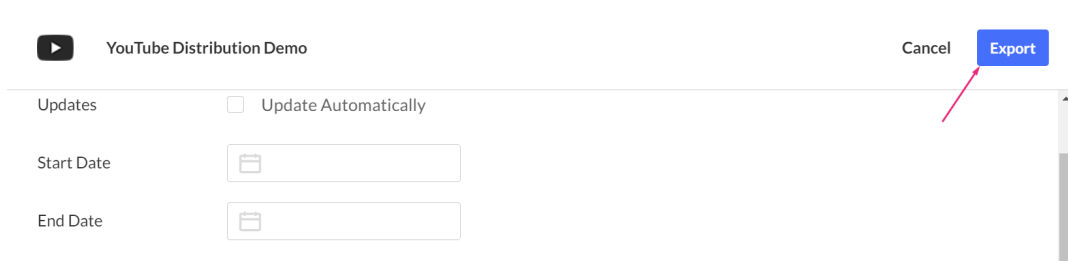 YouTube Distribution Demo
Cancel
Export
Updates
Update Automatically
Start Date
End Date